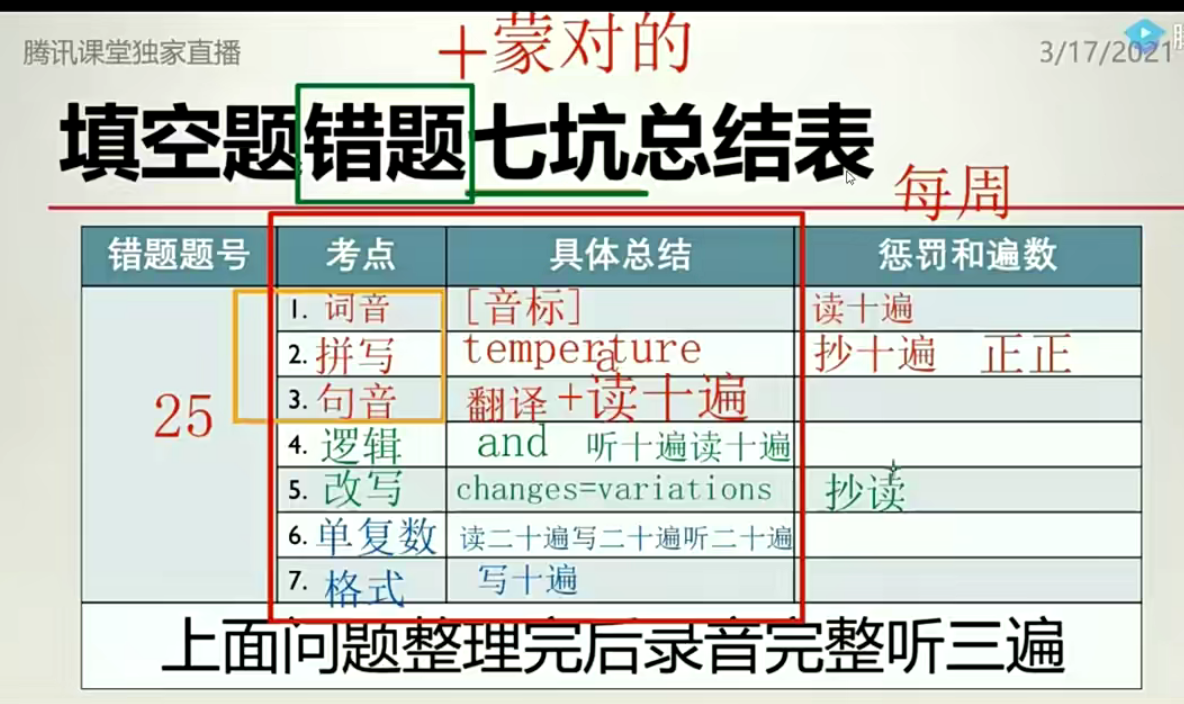 +蒙对的
腾讯课堂独家直播
3/17/2021
填空题错题七坑总结表
每周
错题题号 考点 具体总结 惩罚和遍数
1. 词音 [音标] 读十遍
2. 拼写 temperature 抄十遍 正正
a
3. 句音 翻译+读十遍
25
4. 逻辑 and 听十遍读十遍
5. 改写 changes=variations 抄读
6. 单复数 读二十遍写二十遍听二十遍
7. 格式 写十遍
上面问题整理完后录音完整听三遍